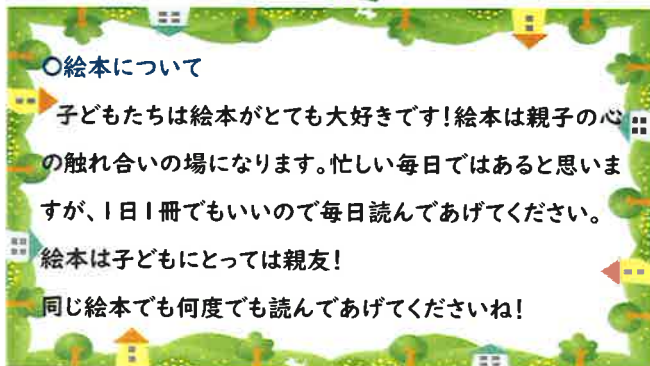 〇絵本について
子どもたちは絵本がとても大好きです！絵本は親子の心
の触れ合いの場になります。忙しい毎日ではあると思いま
すが、１日１冊でもいいので毎日読んであげてください。
絵本は子どもにとっては親友！
同じ絵本でも何度でも読んであげてくださいね！